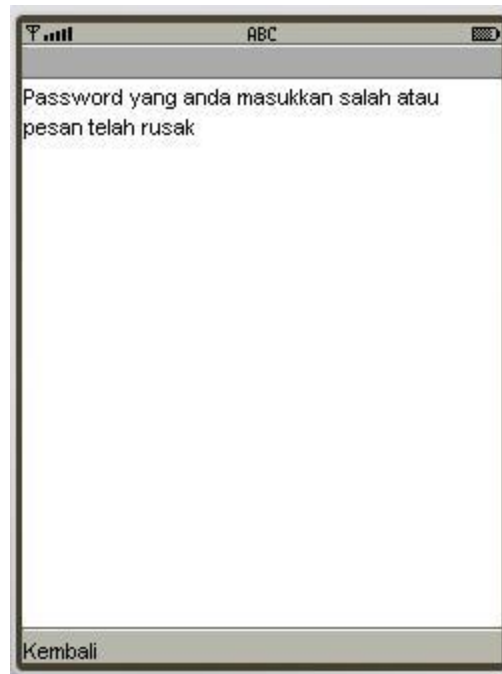 ABC
Password yang anda masukkan salah atau
pesan telah rusak
Kembali